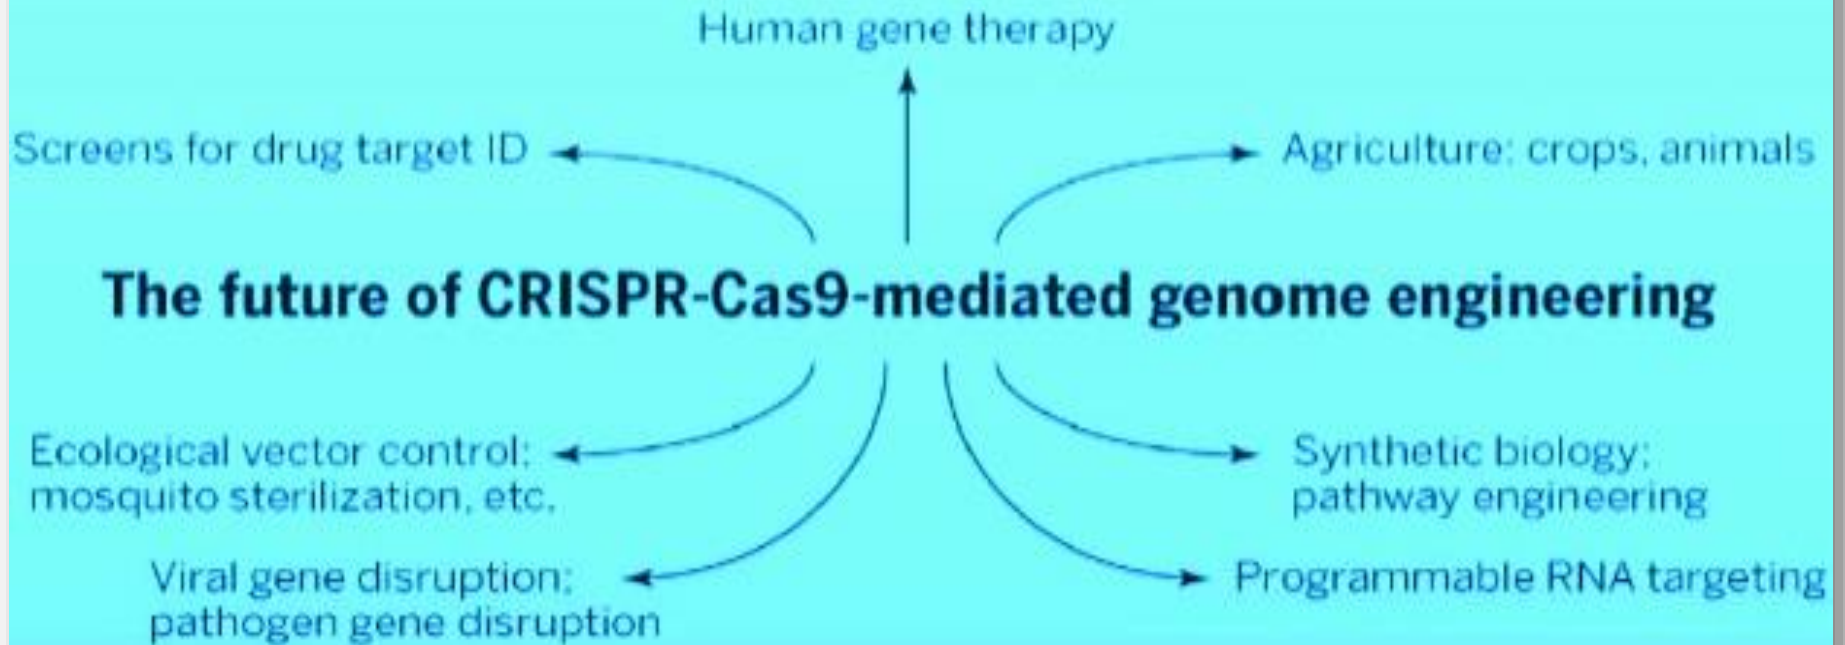 Human gene therapy
Screens for drug target ID
Agriculture: crops, animals
The future of CRISPR-Cas9-mediated genome engineering
Ecological vector control:
mosquito sterilization, etc.
Synthetic biology;
pathway engineering
Viral gene disruption;
pathogen gene disruption
Programmable RNA targeting